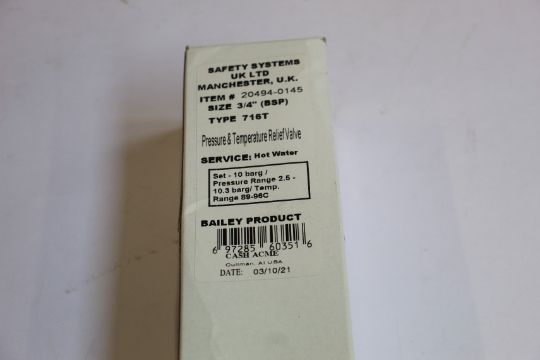 SAFETY SYSTEMS
UK LTD
MANCHESTER, U.K.
ITEM # 20494-0145
SIZE 3/4" (BSP)
TYPE 716T
Pressure & Temperature Relief Valve
SERVICE: Hot Water
Set - 10 barg /
Pressure Range 2.5 -
10.3 barg/ Temp.
Range 89-96C
BAILEY PRODUCT
6 97285 60351 6
CASH ACME
Cullman, Al USA
DATE: 03/10/21